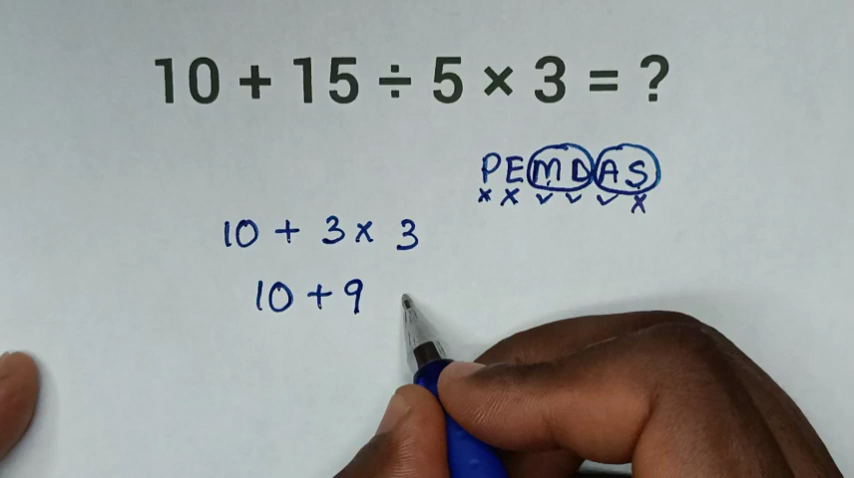 10 + 15 ÷ 5 × 3 = ?
PEMDAS
× × ✓ ✓ ✓ ×
10 + 3 × 3
10 + 9